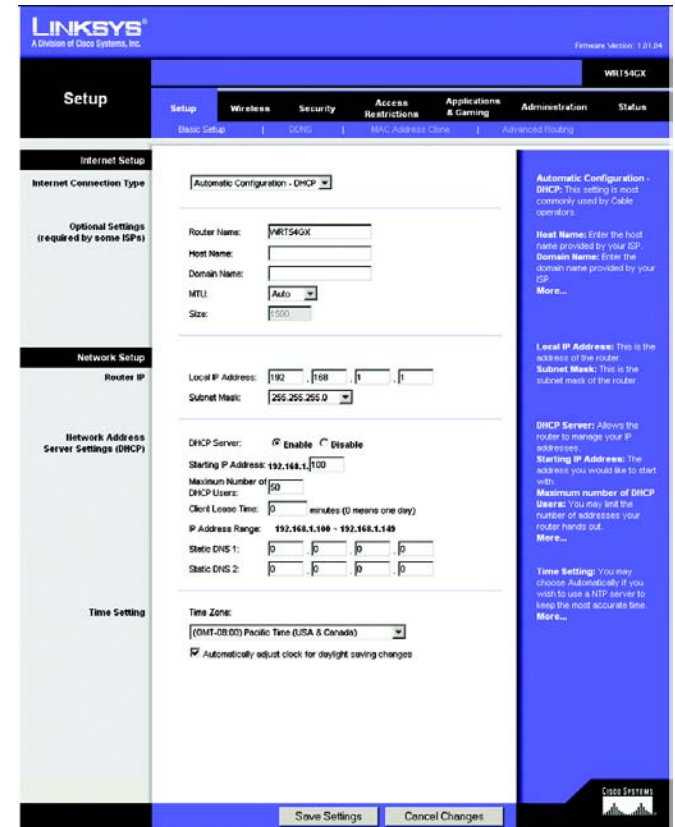 LINKSYS®
A Division of Cisco Systems, Inc.
Firmware Version: 1.01.04
WRT54GX
Setup
Setup Wireless Security Access Restrictions Applications & Gaming Administration Status
Basic Setup | DDNS | MAC Address Clone | Advanced Routing
Internet Setup
Internet Connection Type
Automatic Configuration - DHCP
Optional Settings
(required by some ISPs)
Router Name: WRT54GX
Host Name:
Domain Name:
MTU: Auto
Size: 1500
Network Setup
Router IP
Local IP Address: 192 . 168 . 1 . 1
Subnet Mask: 255.255.255.0
Network Address
Server Settings (DHCP)
DHCP Server: Enable Disable
Starting IP Address: 192.168.1. 100
Maximum Number of
DHCP Users: 50
Client Lease Time: 0 minutes (0 means one day)
IP Address Range: 192.168.1.100 ~ 192.168.1.149
Static DNS 1: 0 . 0 . 0 . 0
Static DNS 2: 0 . 0 . 0 . 0
Time Setting
Time Zone:
(GMT-08:00) Pacific Time (USA & Canada)
Automatically adjust clock for daylight saving changes
Automatic Configuration -
DHCP: This setting is most
commonly used by Cable
operators.
Host Name: Enter the host
name provided by your ISP.
Domain Name: Enter the
domain name provided by your
ISP.
More...
Local IP Address: This is the
address of the router.
Subnet Mask: This is the
subnet mask of the router.
DHCP Server: Allows the
router to manage your IP
addresses.
Starting IP Address: The
address you would like to start
with.
Maximum number of DHCP
Users: You may limit the
number of addresses your
router hands out.
More...
Time Setting: You may
choose Automatically if you
wish to use a NTP server to
keep the most accurate time.
More...
Save Settings Cancel Changes
CISCO SYSTEMS